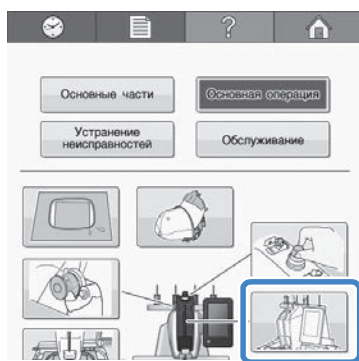 ?
Основные части
Основная операция
Устранение
неисправностей
Обслуживание